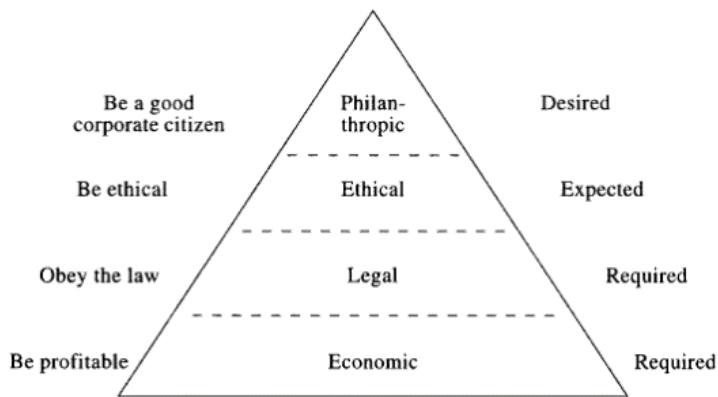 Be a good
corporate citizen
Philan-
thropic
Desired
Be ethical
Ethical
Expected
Obey the law
Legal
Required
Be profitable
Economic
Required